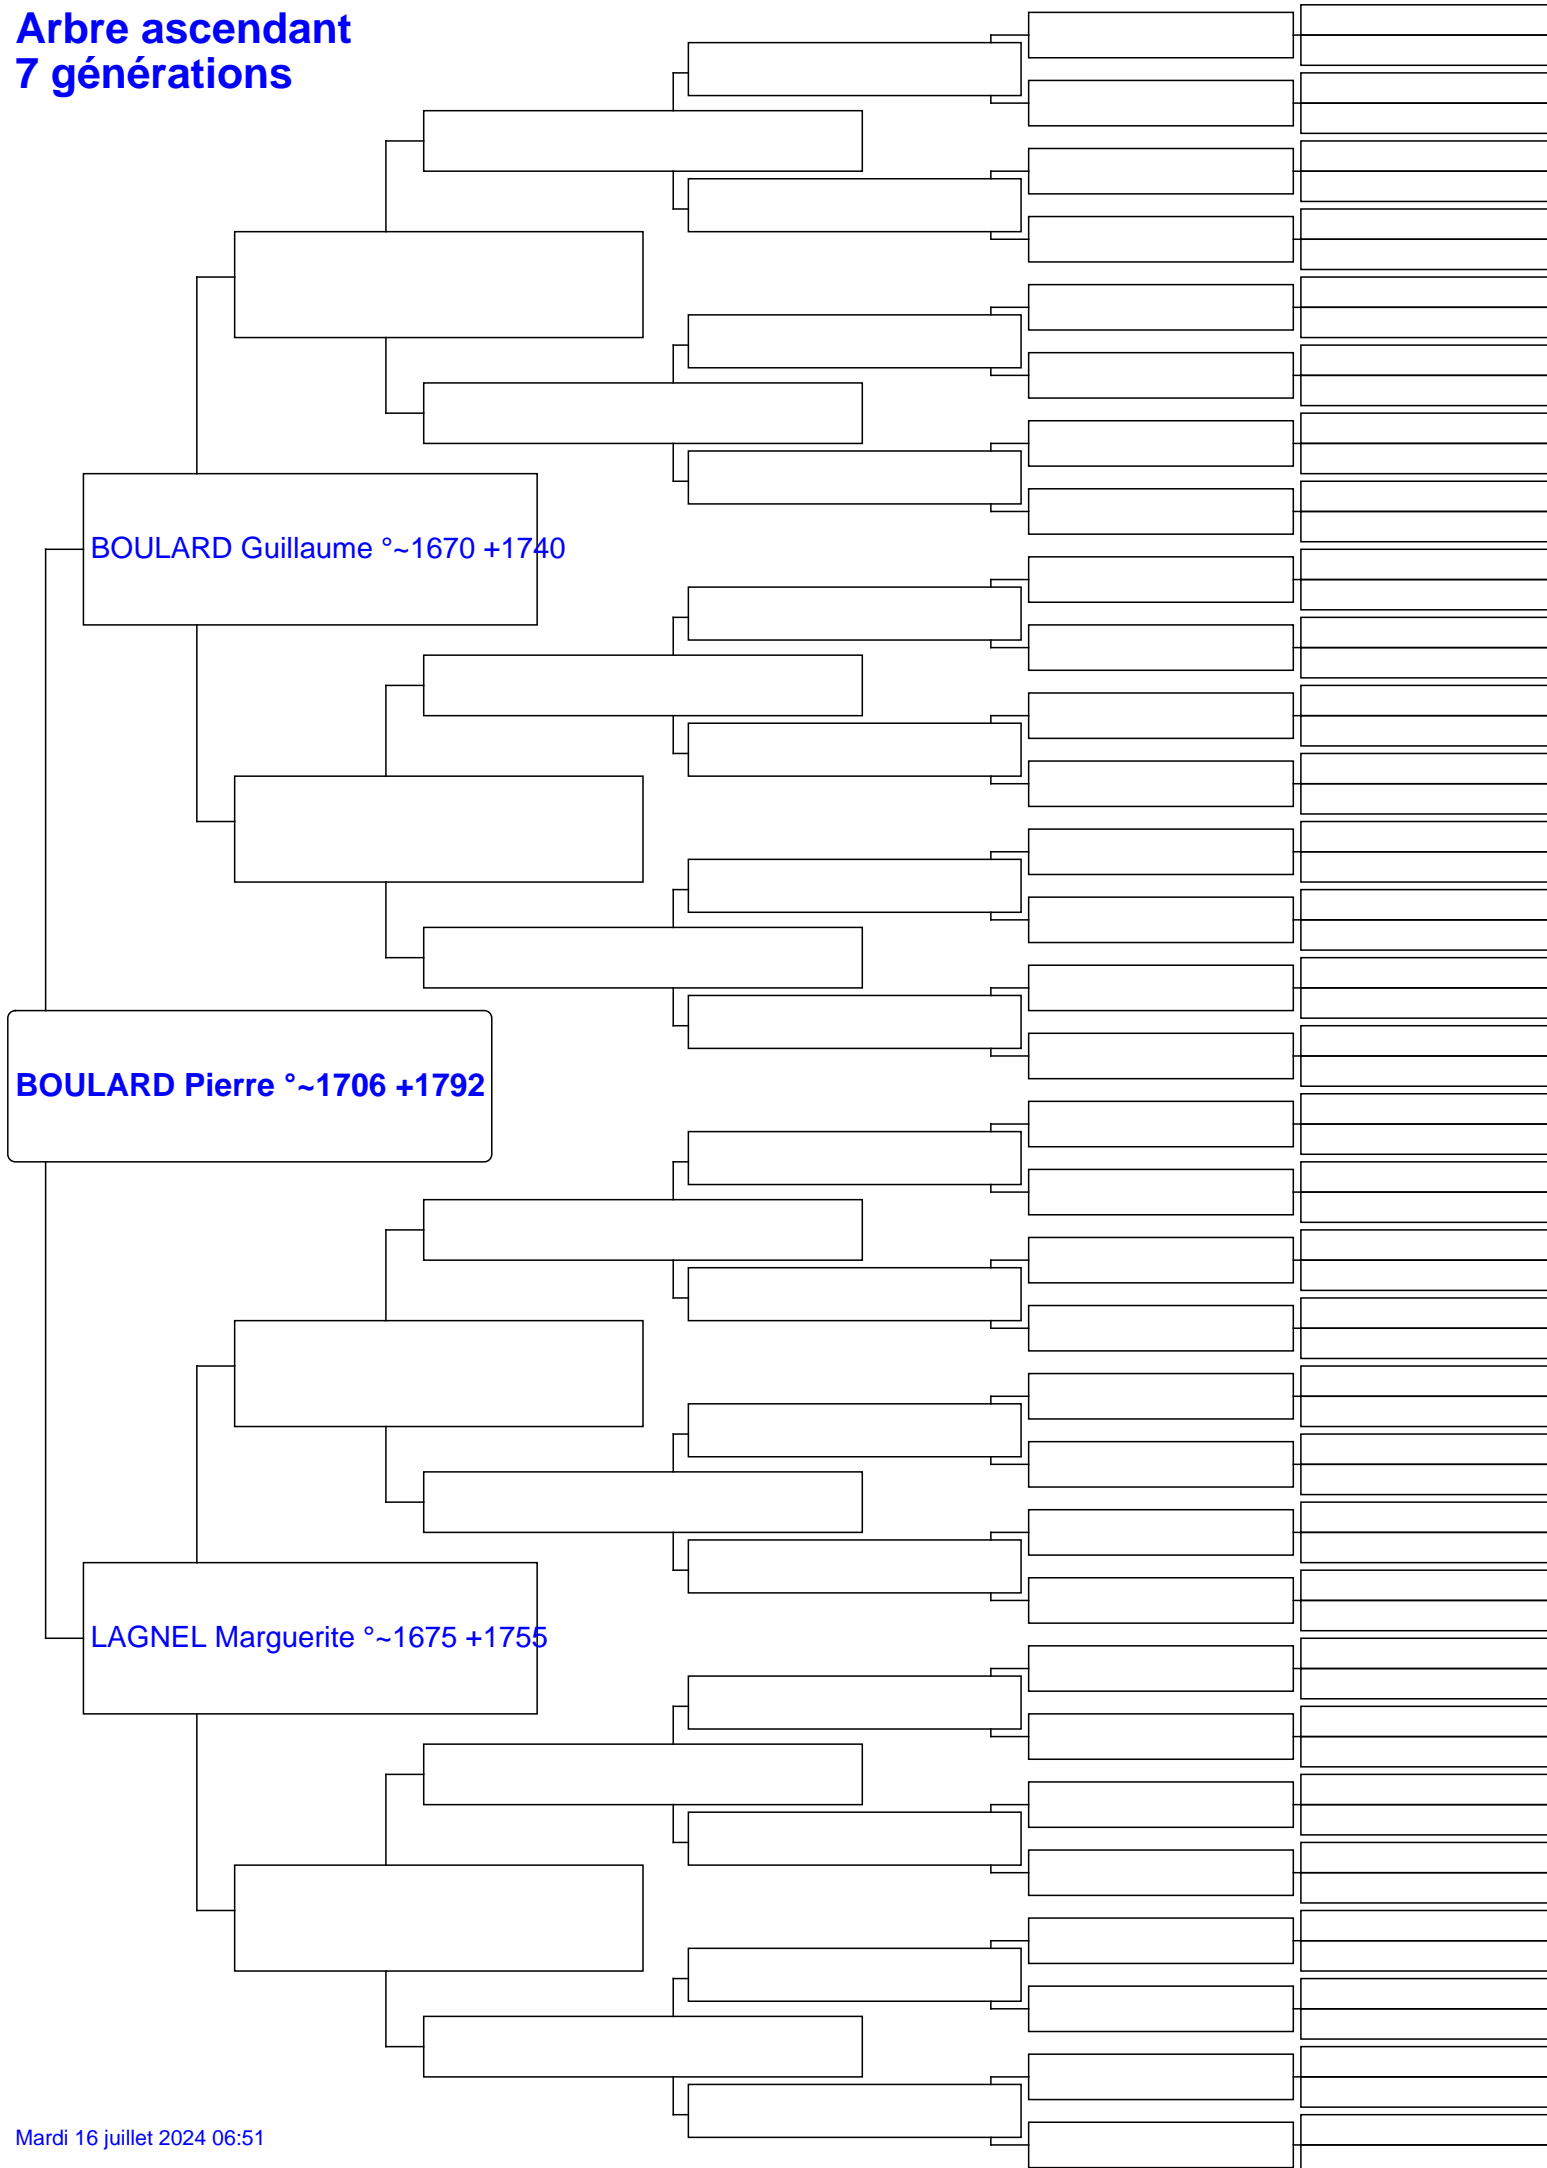 Arbre ascendant
7 générations
BOULARD Guillaume °~1670 +1740
BOULARD Pierre °~1706 +1792
LAGNEL Marguerite °~1675 +1755
Mardi 16 juillet 2024 06:51